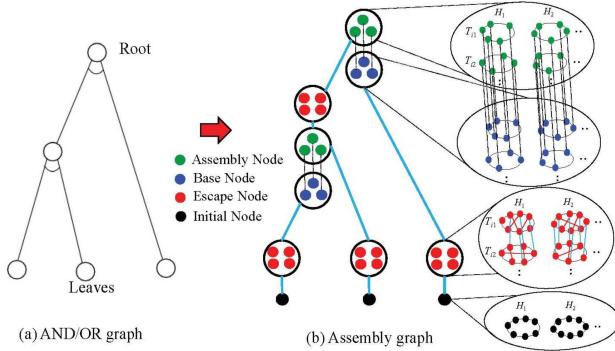 Root
Leaves
(a) AND/OR graph
Assembly Node
Base Node
Escape Node
Initial Node
(b) Assembly graph
H1 H2
Ti1
Ti2
H1 H2
Ti1
Ti2
H1 H2